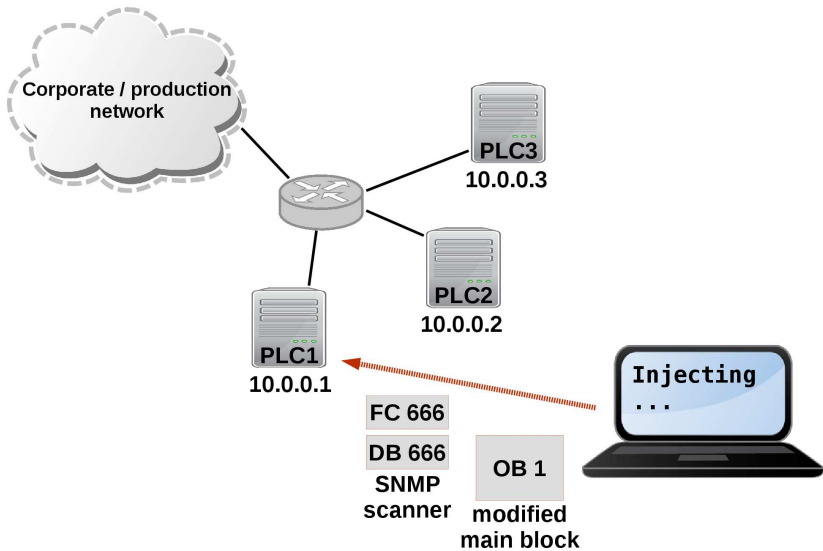 Corporate / production
network
PLC3
10.0.0.3
PLC2
10.0.0.2
PLC1
10.0.0.1
Injecting
...
FC 666
DB 666
SNMP
scanner
OB 1
modified
main block